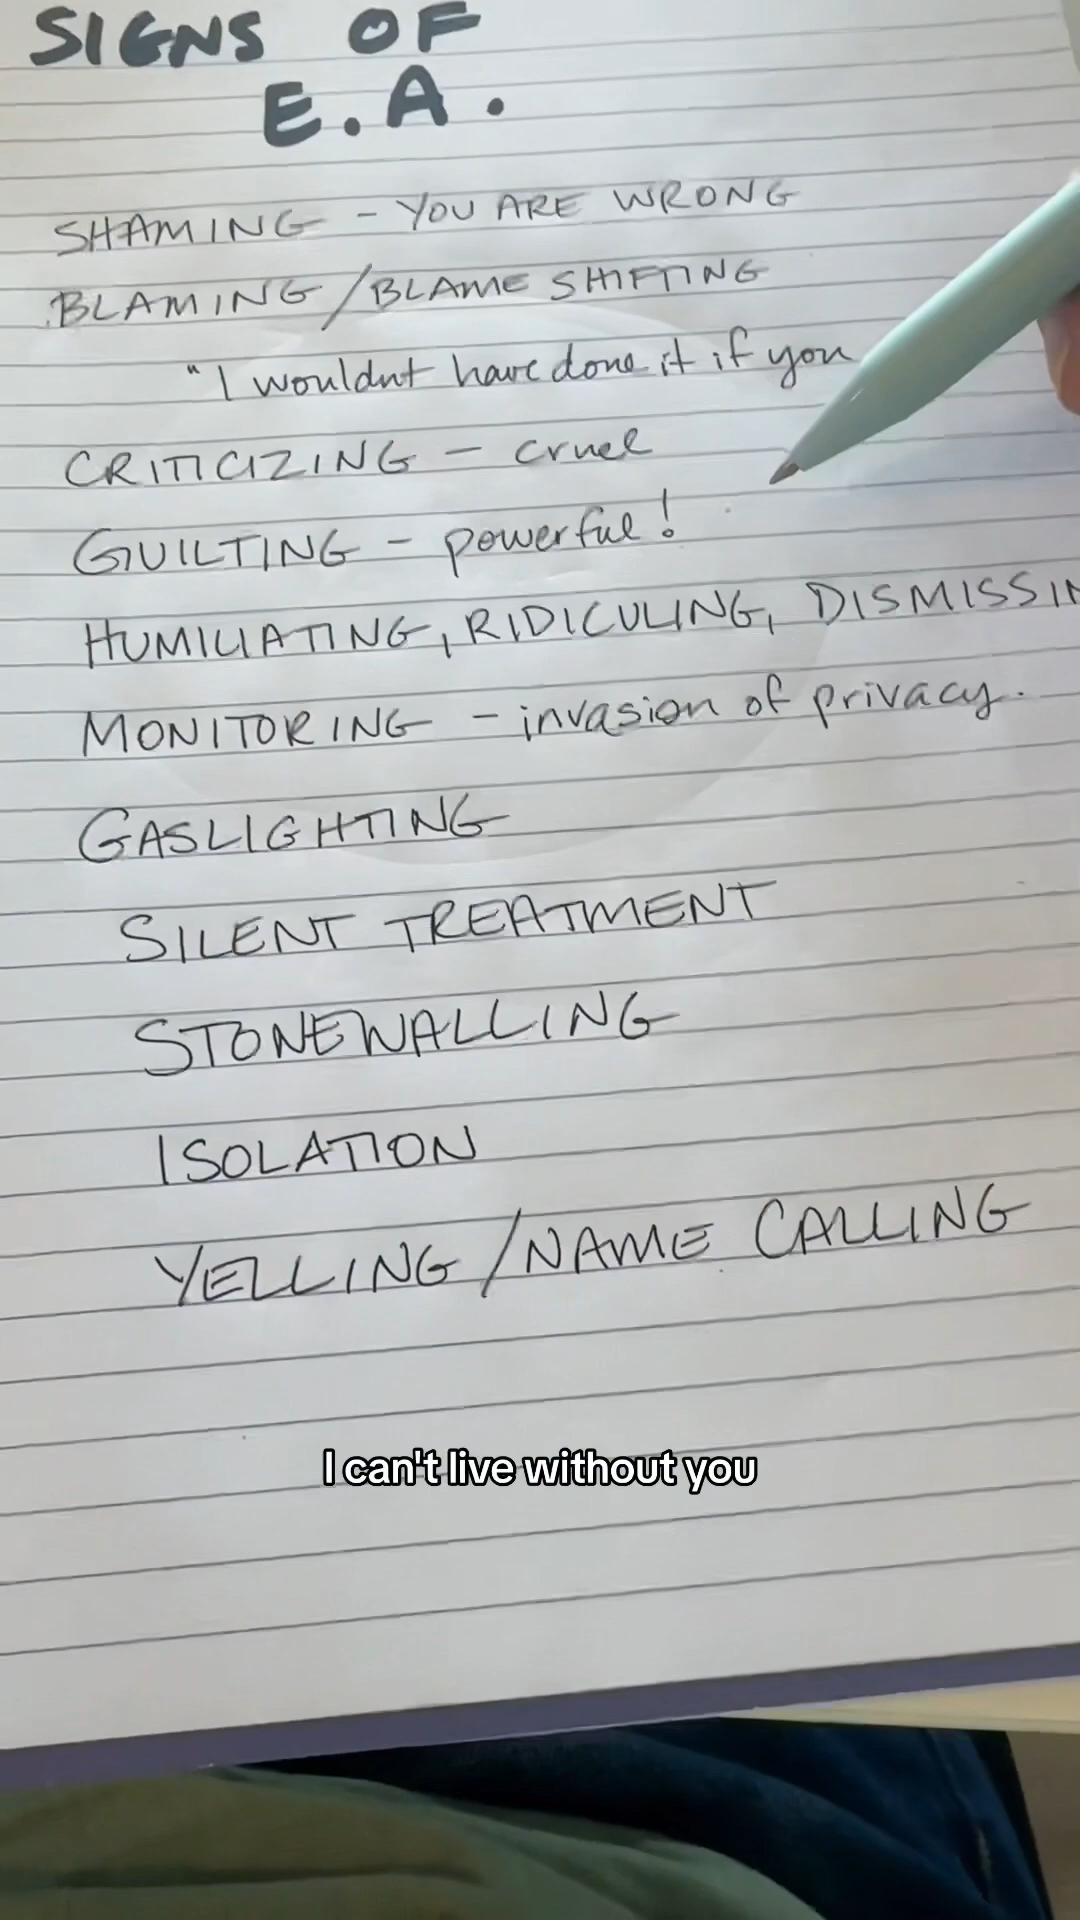 SIGNS OF
E.A.
SHAMING - YOU ARE WRONG
BLAMING/BLAME SHIFTING
"I wouldnt have done it if you
CRITICIZING - cruel
GUILTING - powerful!
HUMILIATING, RIDICULING, DISMISSIN
MONITORING - invasion of privacy.
GASLIGHTING
SILENT TREATMENT
STONEWALLING
ISOLATION
YELLING/NAME CALLING
I can't live without you